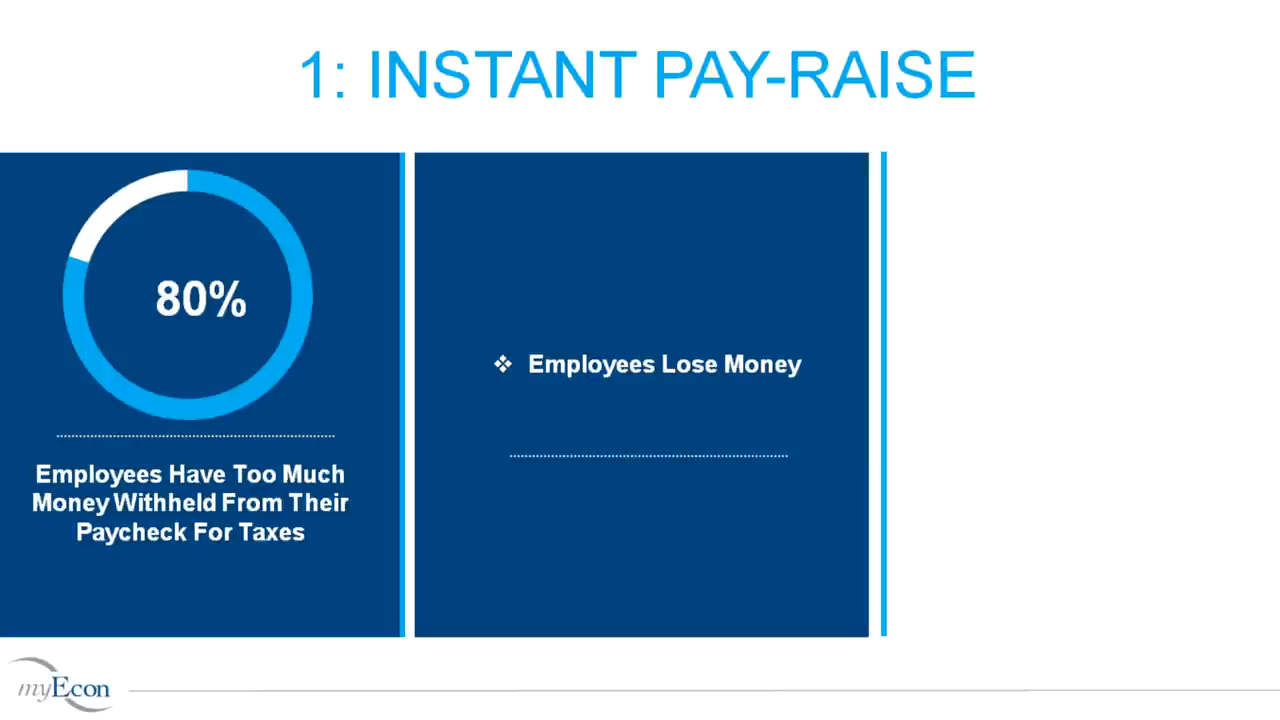 1: INSTANT PAY-RAISE
80%
Employees Have Too Much
Money Withheld From Their
Paycheck For Taxes
❖ Employees Lose Money
myEcon